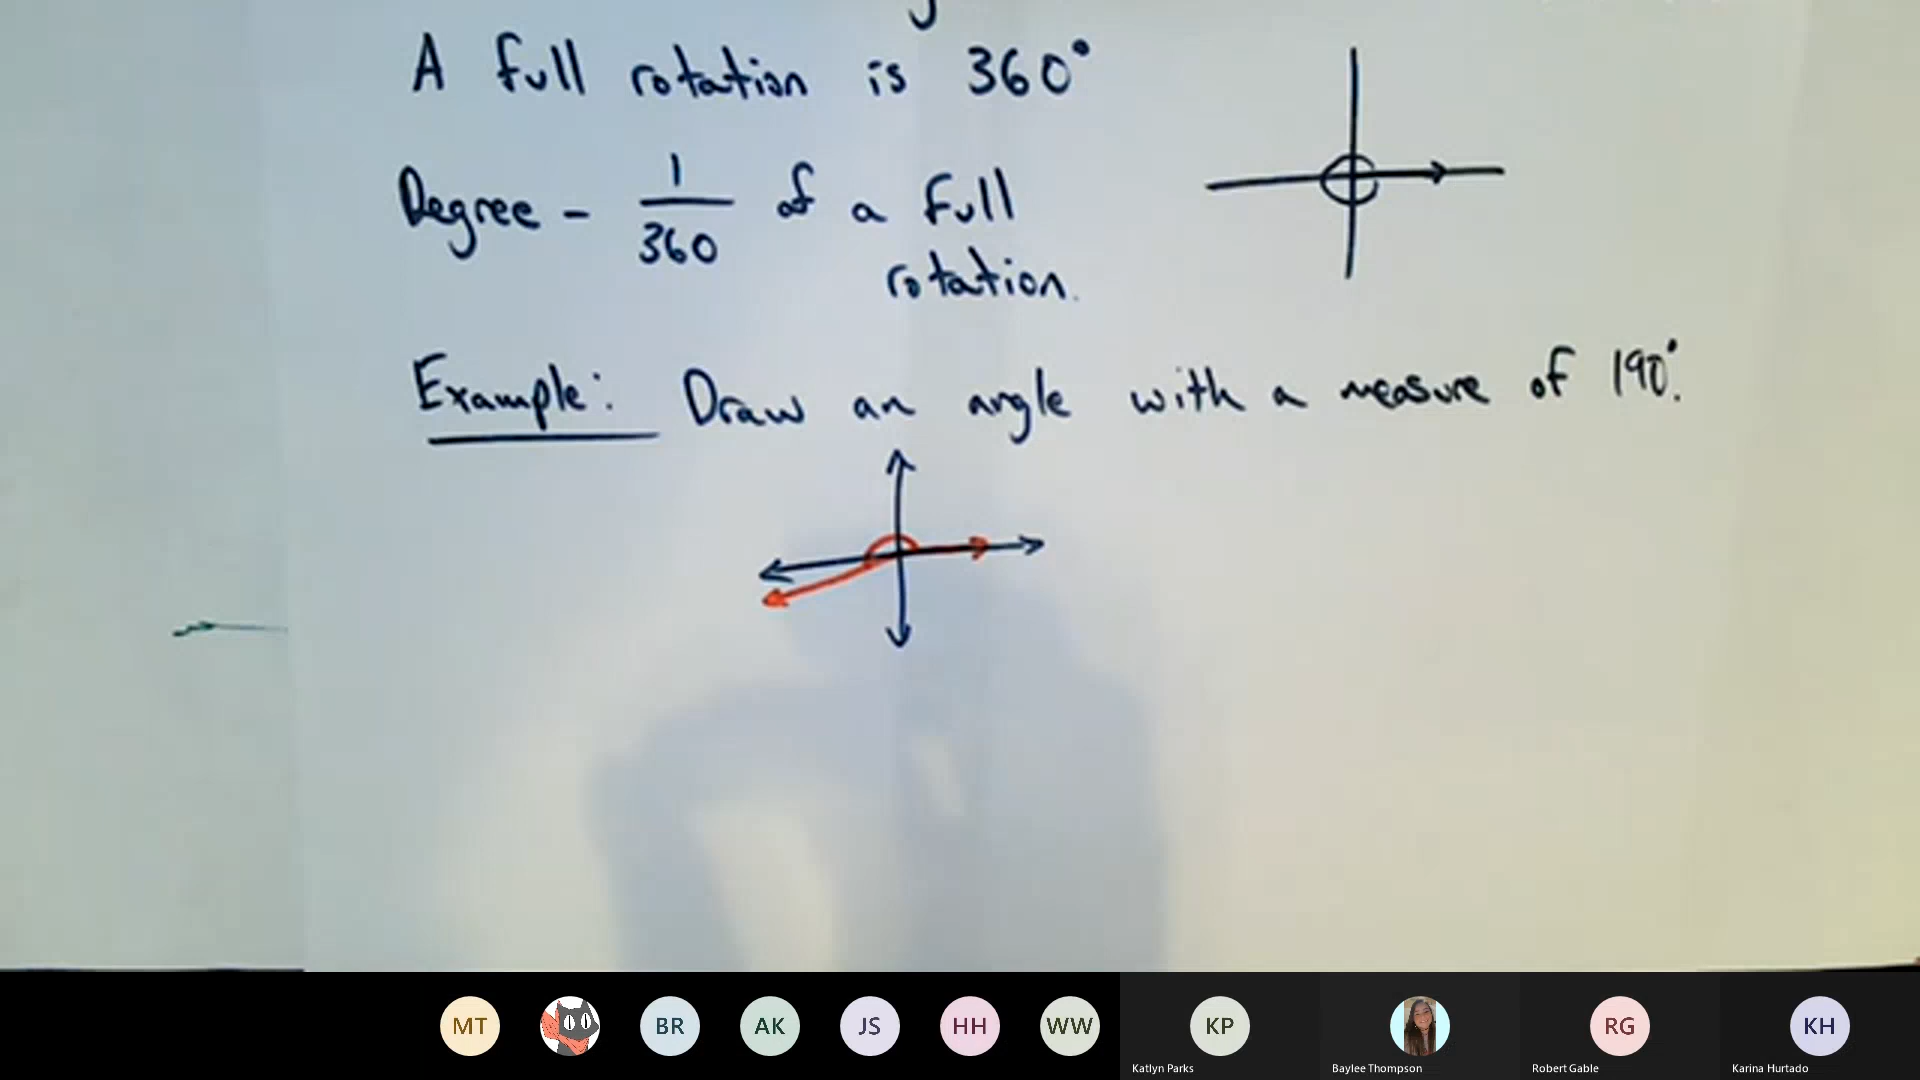 A full rotation is 360°
Degree - 1/360 of a full
rotation.
Example: Draw an angle with a measure of 190°.
MT BR AK JS HH WW KP RG KH
Katlyn Parks Baylee Thompson Robert Gable Karina Hurtado